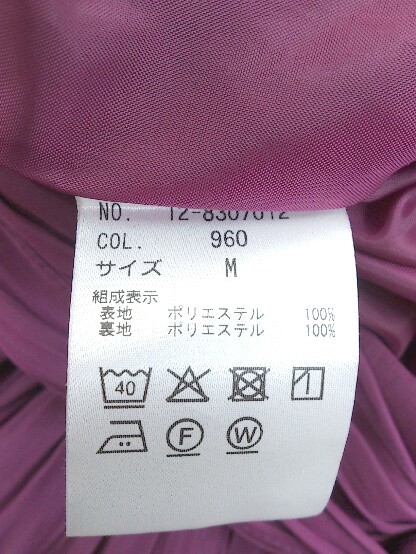 NO. 12-8307012
COL. 960
サイズ M
組成表示
表地 ポリエステル 100%
裏地 ポリエステル 100%
40
F W